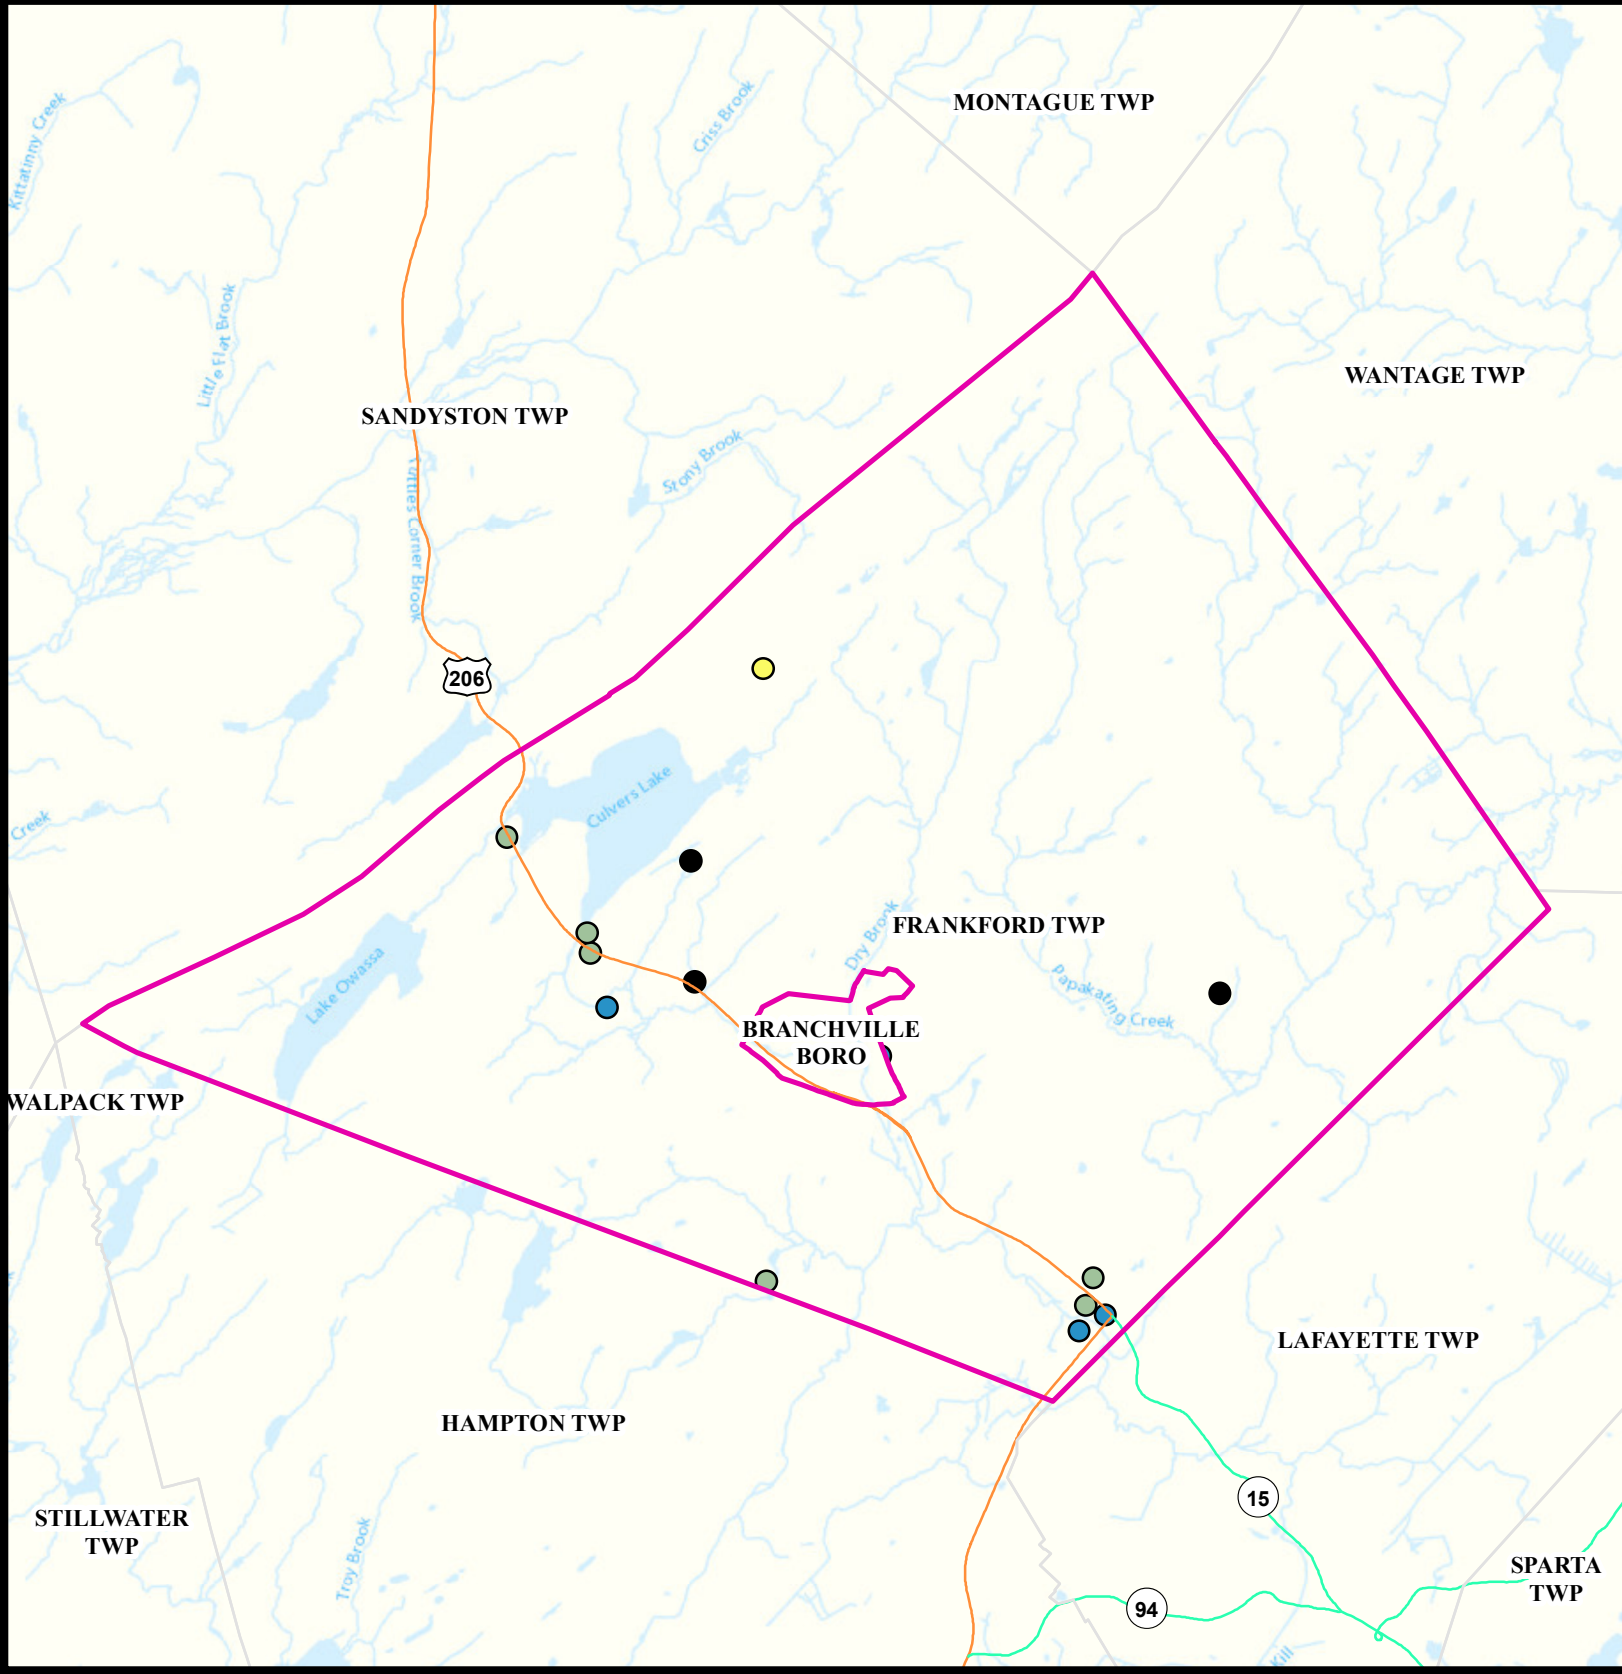 MONTAGUE TWP
Kittatinny Creek
Criss Brook
Little Flat Brook
WANTAGE TWP
SANDYSTON TWP
Stony Brook
Tuttles Corner Brook
206
Culvers Lake
Creek
FRANKFORD TWP
Dry Brook
Lake Owassa
Papakating Creek
BRANCHVILLE
BORO
WALPACK TWP
LAFAYETTE TWP
HAMPTON TWP
15
STILLWATER
TWP
Troy Brook
SPARTA
TWP
94
Kill